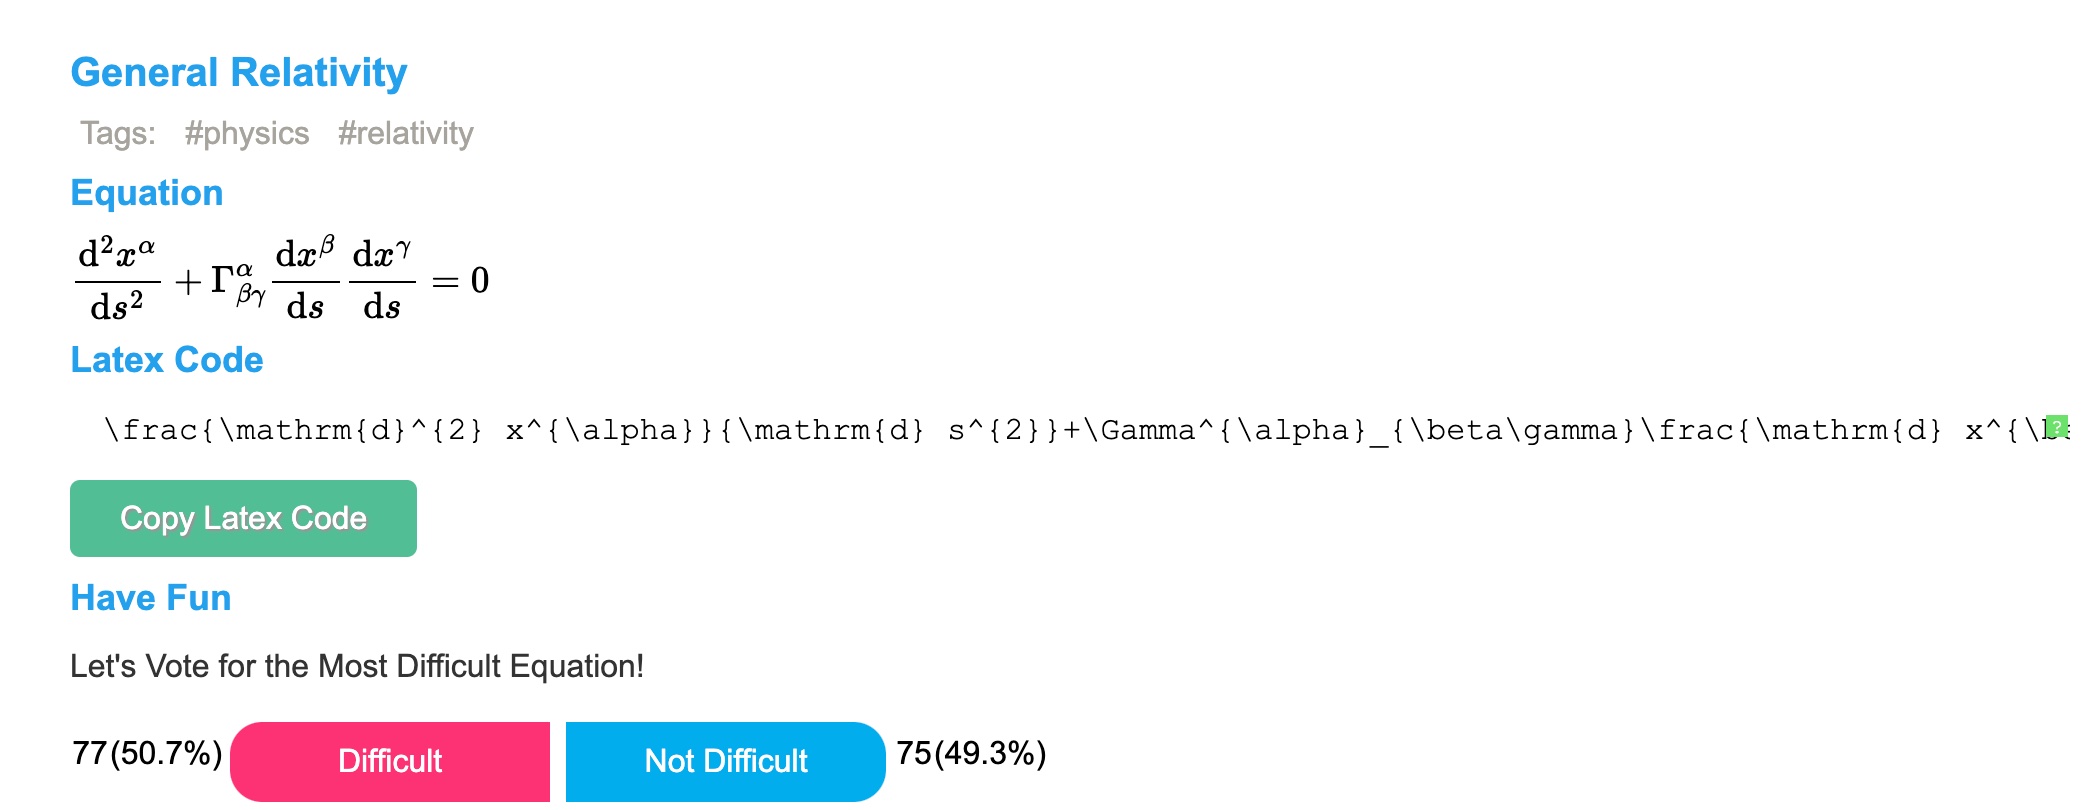 General Relativity
Tags: #physics #relativity
Equation
\frac{\mathrm{d}^{2} x^{\alpha}}{\mathrm{d} s^{2}}+\Gamma^{\alpha}_{\beta\gamma}\frac{\mathrm{d} x^{\beta}}{\mathrm{d} s}\frac{\mathrm{d} x^{\gamma}}{\mathrm{d} s}=0
Latex Code
\frac{\mathrm{d}^{2} x^{\alpha}}{\mathrm{d} s^{2}}+\Gamma^{\alpha}_{\beta\gamma}\frac{\mathrm{d} x^{\
?
Copy Latex Code
Have Fun
Let's Vote for the Most Difficult Equation!
77(50.7%) Difficult Not Difficult 75(49.3%)